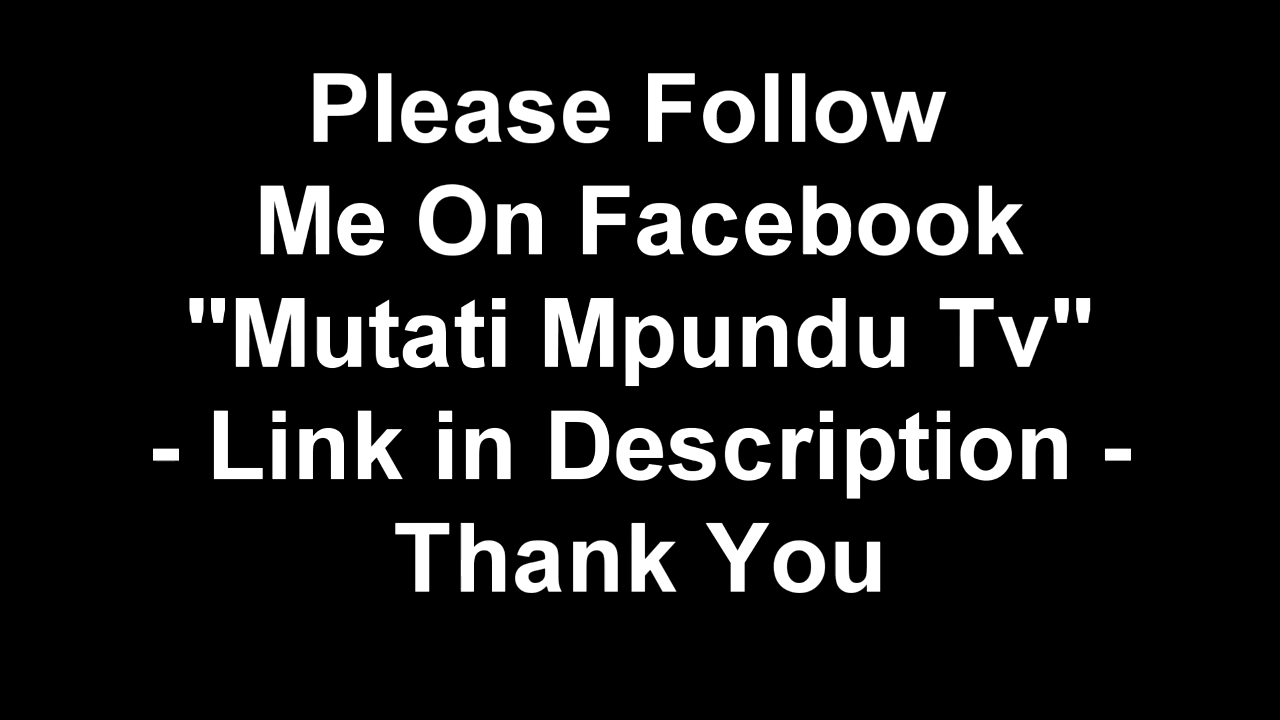 Please Follow
Me On Facebook
"Mutati Mpundu Tv"
- Link in Description -
Thank You